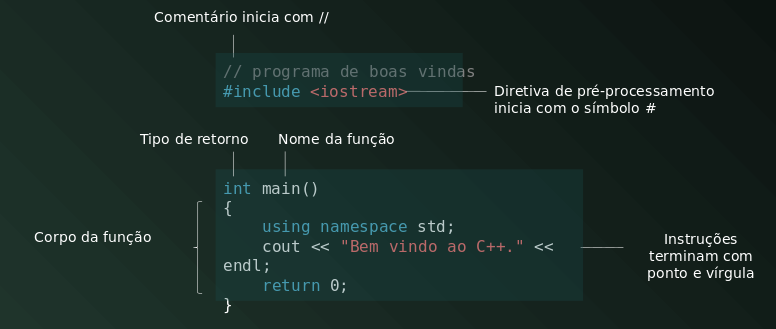 Comentário inicia com //
// programa de boas vindas
#include <iostream>
Diretiva de pré-processamento
inicia com o símbolo #
Tipo de retorno
Nome da função
int main()
{
using namespace std;
cout << "Bem vindo ao C++." <<
endl;
return 0;
}
Corpo da função
Instruções
terminam com
ponto e vírgula